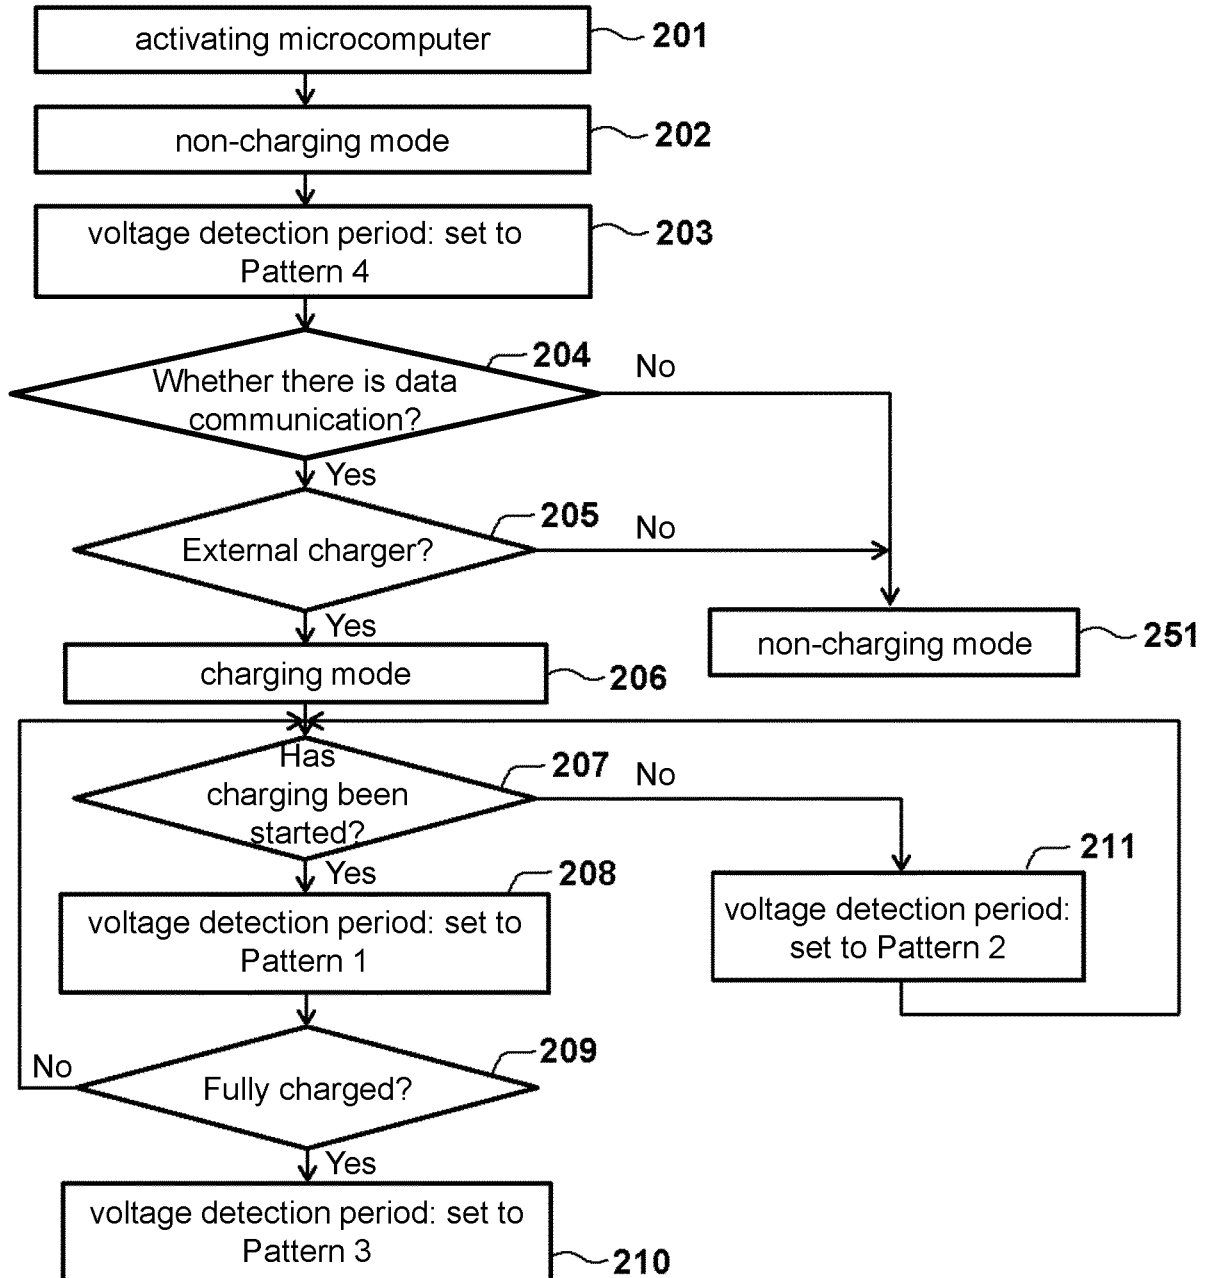 activating microcomputer
201
non-charging mode
202
voltage detection period: set to
Pattern 4
203
204
Whether there is data
communication?
No
Yes
205
External charger?
No
Yes
non-charging mode
251
charging mode
206
Has
charging been
started?
207
No
Yes
211
208
voltage detection period: set to
Pattern 1
voltage detection period:
set to Pattern 2
209
No
Fully charged?
Yes
voltage detection period: set to
Pattern 3
210